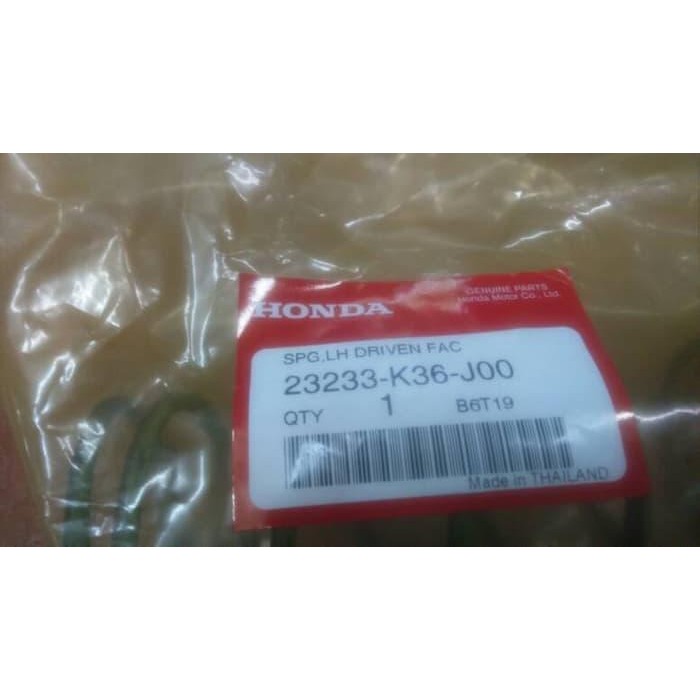 HONDA
GENUINE PARTS
Honda Motor Co., Ltd.
SPG,LH DRIVEN FAC
23233-K36-J00
QTY 1 B6T19
Made in THAILAND